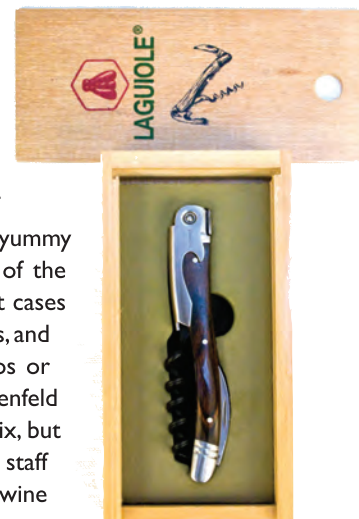 LAGUIOLE®
yummy
of the
t cases
s, and
os or
enfeld
ix, but
staff
wine